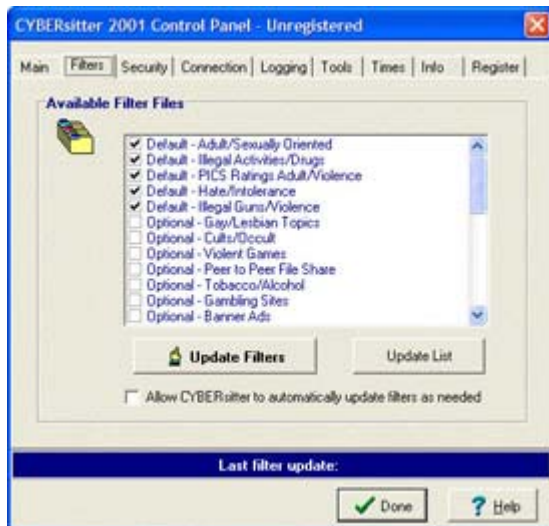 CYBERsitter 2001 Control Panel - Unregistered
Main Filters Security Connection Logging Tools Times Info Register
Available Filter Files
Default - Adult/Sexually Oriented
Default - Illegal Activities/Drugs
Default - PICS Ratings Adult/Violence
Default - Hate/Intolerance
Default - Illegal Guns/Violence
Optional - Gay/Lesbian Topics
Optional - Cults/Occult
Optional - Violent Games
Optional - Peer to Peer File Share
Optional - Tobacco/Alcohol
Optional - Gambling Sites
Optional - Banner Ads
Update Filters Update List
Allow CYBERsitter to automatically update filters as needed
Last filter update:
Done Help